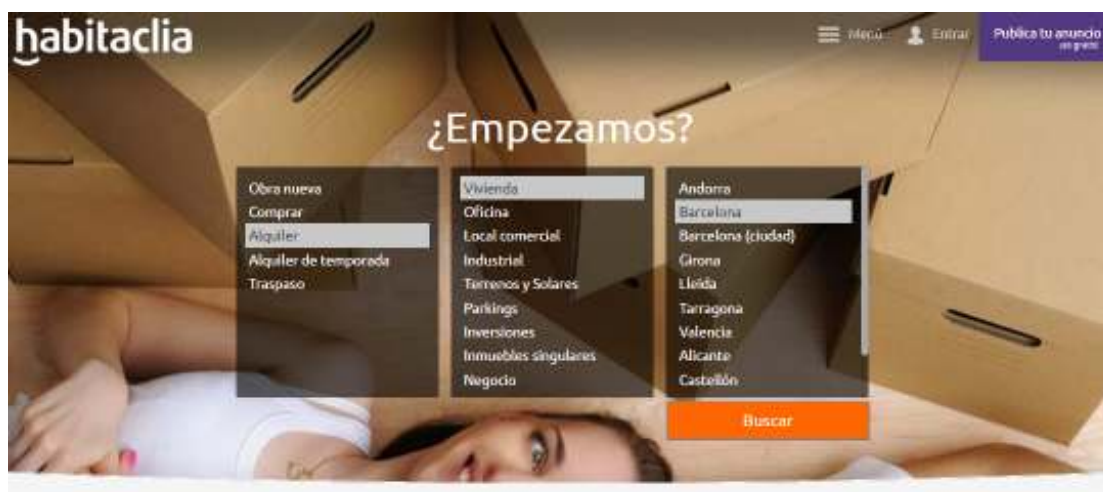 habitaclia
Menú
Entrar
Publica tu anuncio
¿Empezamos?
Obra nueva
Comprar
Alquiler
Alquiler de temporada
Traspaso
Vivienda
Oficina
Local comercial
Industrial
Terrenos y Solares
Parkings
Inversiones
Inmuebles singulares
Negocio
Andorra
Barcelona
Barcelona (ciudad)
Girona
Lleida
Tarragona
Valencia
Alicante
Castellón
Buscar